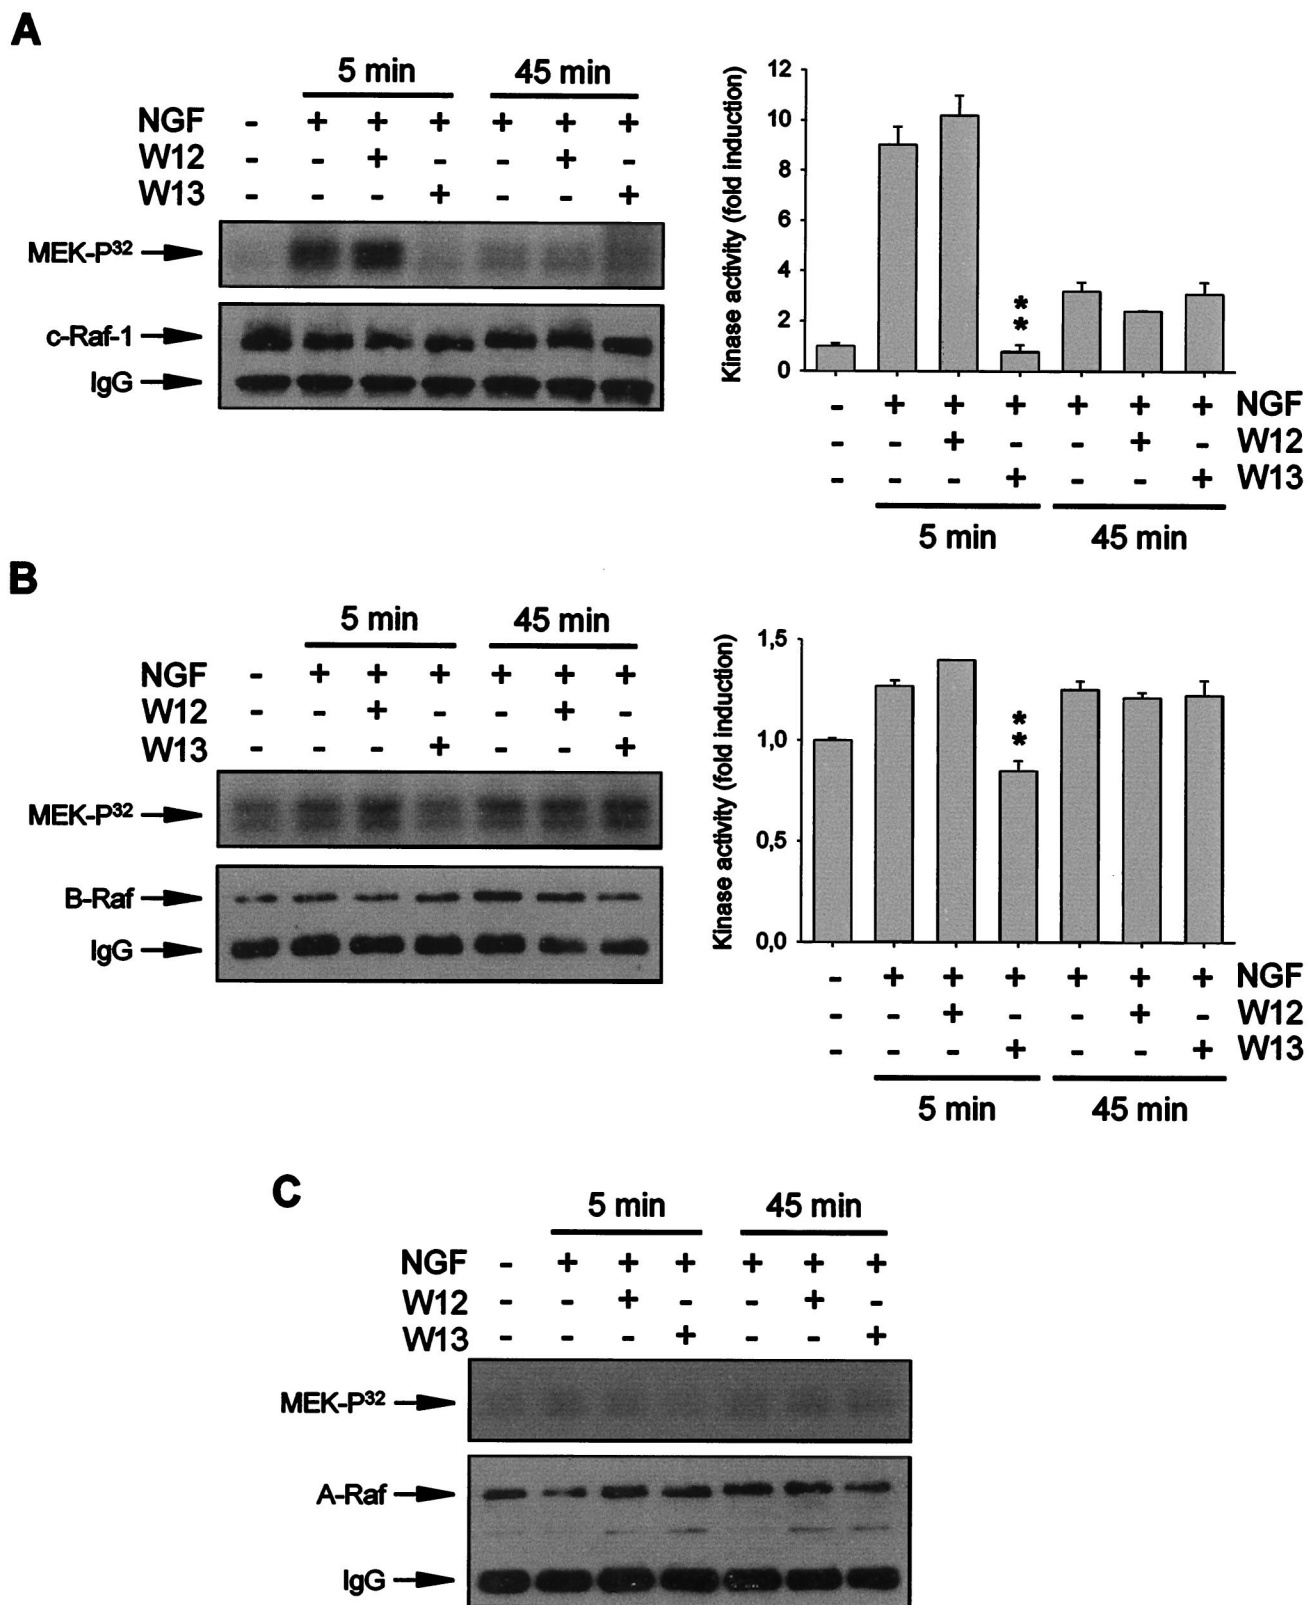 A
5 min 45 min
NGF - + + + + + +
W12 - - + - - + -
W13 - - - + - - +
MEK-P³²
c-Raf-1
IgG
Kinase activity (fold induction)
12
10
8
6
4
2
0
**
- + + + + + + NGF
- - + - - + - W12
- - - + - - + W13
5 min 45 min
B
5 min 45 min
NGF - + + + + + +
W12 - - + - - + -
W13 - - - + - - +
MEK-P³²
B-Raf
IgG
Kinase activity (fold induction)
1,5
1,0
0,5
0,0
**
- + + + + + + NGF
- - + - - + - W12
- - - + - - + W13
5 min 45 min
C
5 min 45 min
NGF - + + + + + +
W12 - - + - - + -
W13 - - - + - - +
MEK-P³²
A-Raf
IgG